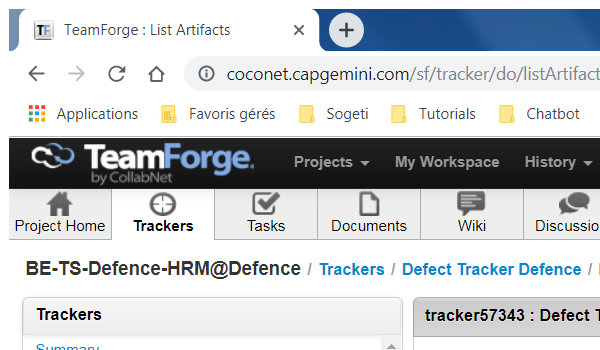 TeamForge : List Artifacts
coconet.capgemini.com/sf/tracker/do/listArtifact
Applications Favoris gérés Sogeti Tutorials Chatbot
TeamForge.
by CollabNet
Projects My Workspace History
Project Home Trackers Tasks Documents Wiki Discussio
BE-TS-Defence-HRM@Defence / Trackers / Defect Tracker Defence /
Trackers
tracker57343 : Defect T
Summary